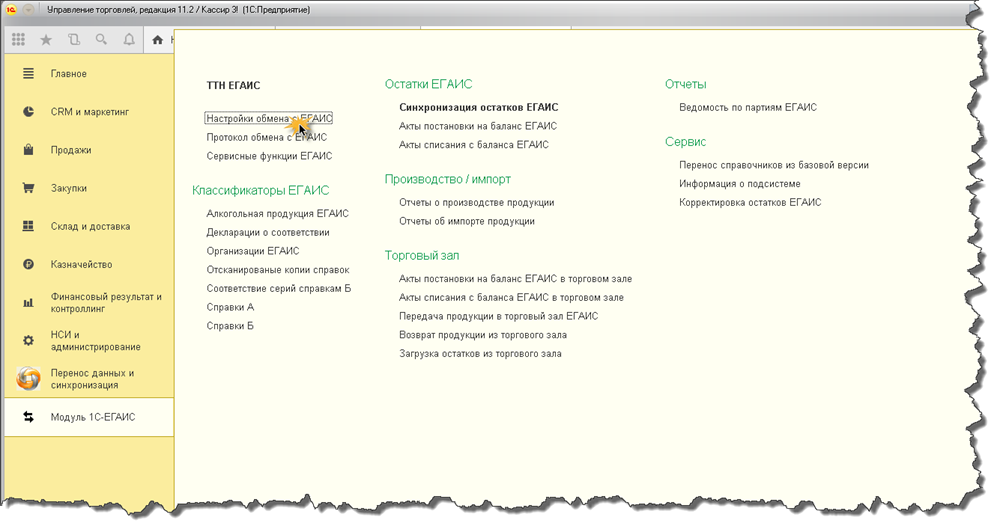 1С Управление торговлей, редакция 11.2 / Кассир 3! (1С:Предприятие)
Главное
CRM и маркетинг
Продажи
Закупки
Склад и доставка
Казначейство
Финансовый результат и
контроллинг
НСИ и
администрирование
Перенос данных и
синхронизация
Модуль 1С-ЕГАИС
ТТН ЕГАИС
Настройки обмена с ЕГАИС
Протокол обмена с ЕГАИС
Сервисные функции ЕГАИС
Классификаторы ЕГАИС
Алкогольная продукция ЕГАИС
Декларации о соответствии
Организации ЕГАИС
Отсканированые копии справок
Соответствие серий справкам Б
Справки А
Справки Б
Остатки ЕГАИС
Синхронизация остатков ЕГАИС
Акты постановки на баланс ЕГАИС
Акты списания с баланса ЕГАИС
Производство / импорт
Отчеты о производстве продукции
Отчеты об импорте продукции
Торговый зал
Акты постановки на баланс ЕГАИС в торговом зале
Акты списания с баланса ЕГАИС в торговом зале
Передача продукции в торговый зал ЕГАИС
Возврат продукции из торгового зала
Загрузка остатков из торгового зала
Отчеты
Ведомость по партиям ЕГАИС
Сервис
Перенос справочников из базовой версии
Информация о подсистеме
Корректировка остатков ЕГАИС